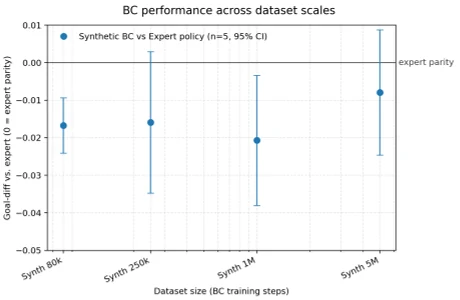 BC performance across dataset scales
Goal-diff vs. expert (0 = expert parity)
0.01
0.00
−0.01
−0.02
−0.03
−0.04
−0.05
Synthetic BC vs Expert policy (n=5, 95% CI)
expert parity
Synth 80k
Synth 250k
Synth 1M
Synth 5M
Dataset size (BC training steps)